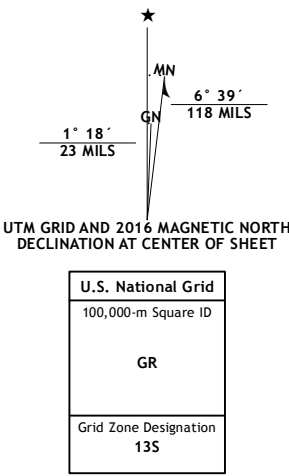 ★
MN
GN
6° 39´
118 MILS
1° 18´
23 MILS
UTM GRID AND 2016 MAGNETIC NORTH
DECLINATION AT CENTER OF SHEET
U.S. National Grid
100,000-m Square ID
GR
Grid Zone Designation
13S